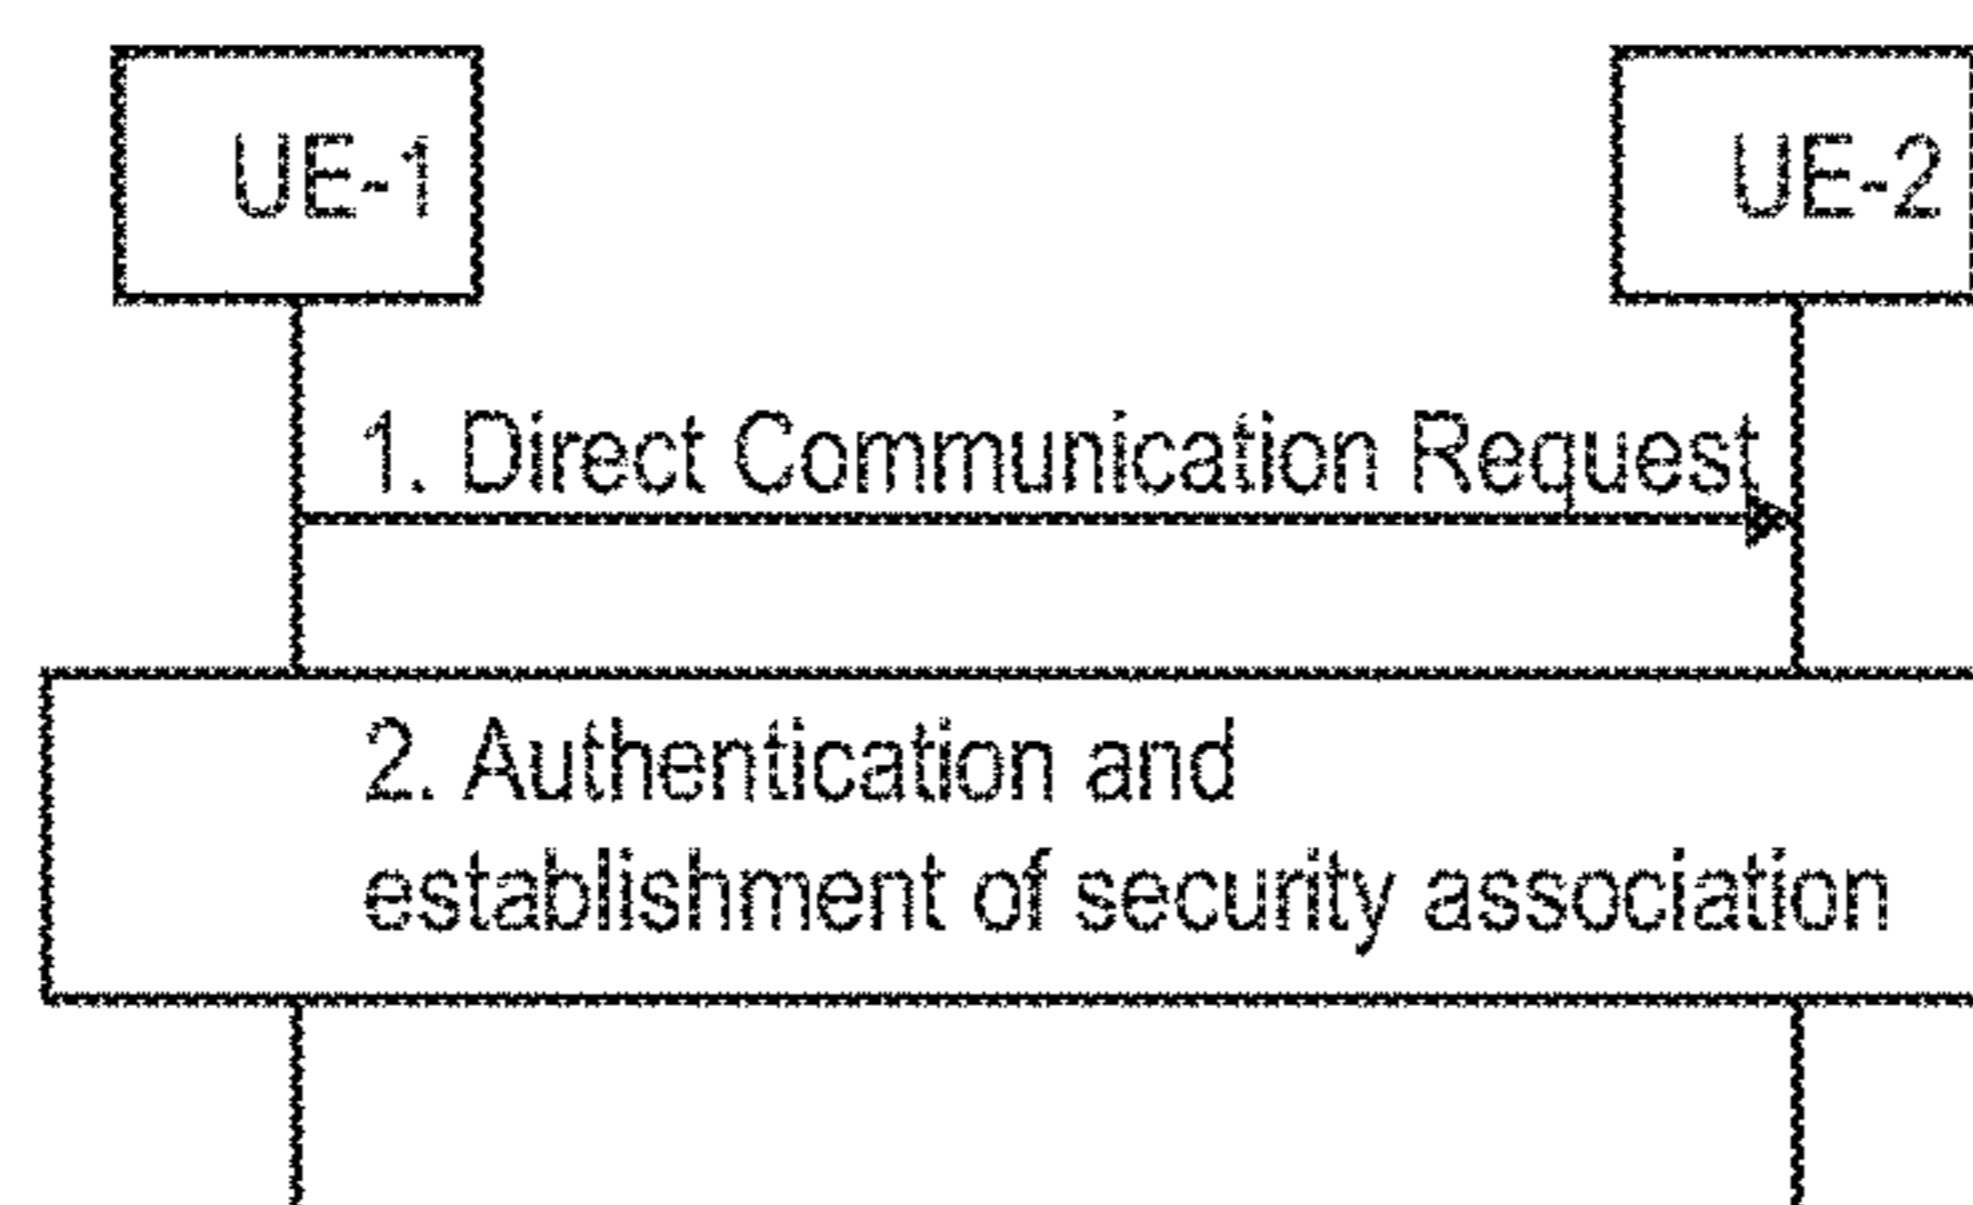 UE-1
UE-2
1. Direct Communication Request
2. Authentication and
establishment of security association